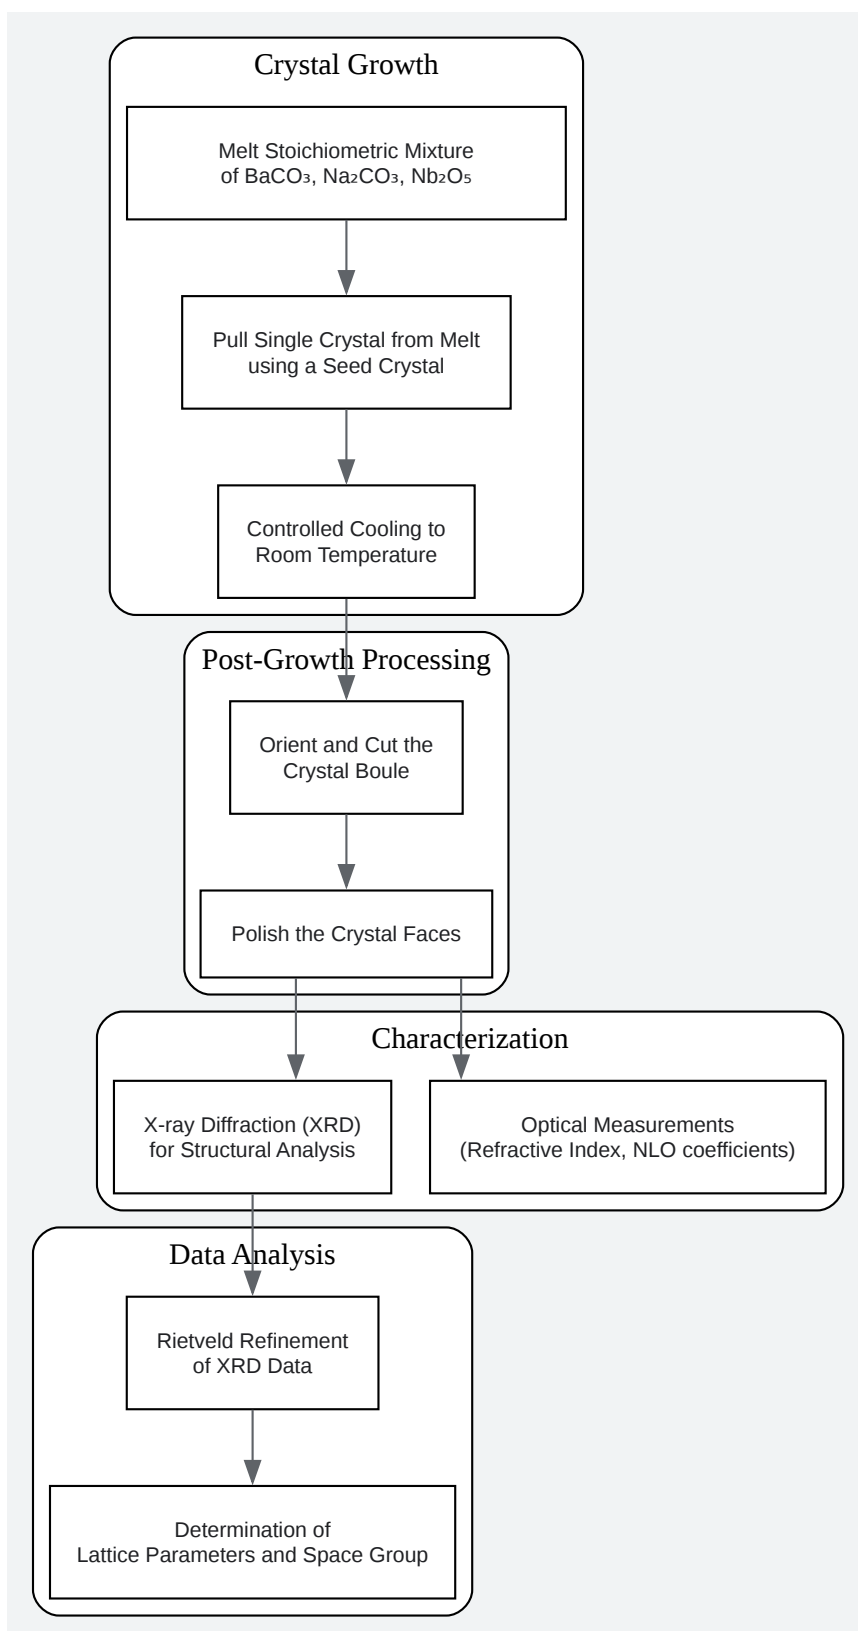 Crystal Growth
Melt Stoichiometric Mixture
of BaCO₃, Na₂CO₃, Nb₂O₅
Pull Single Crystal from Melt
using a Seed Crystal
Controlled Cooling to
Room Temperature
Post-Growth Processing
Orient and Cut the
Crystal Boule
Polish the Crystal Faces
Characterization
X-ray Diffraction (XRD)
for Structural Analysis
Optical Measurements
(Refractive Index, NLO coefficients)
Data Analysis
Rietveld Refinement
of XRD Data
Determination of
Lattice Parameters and Space Group